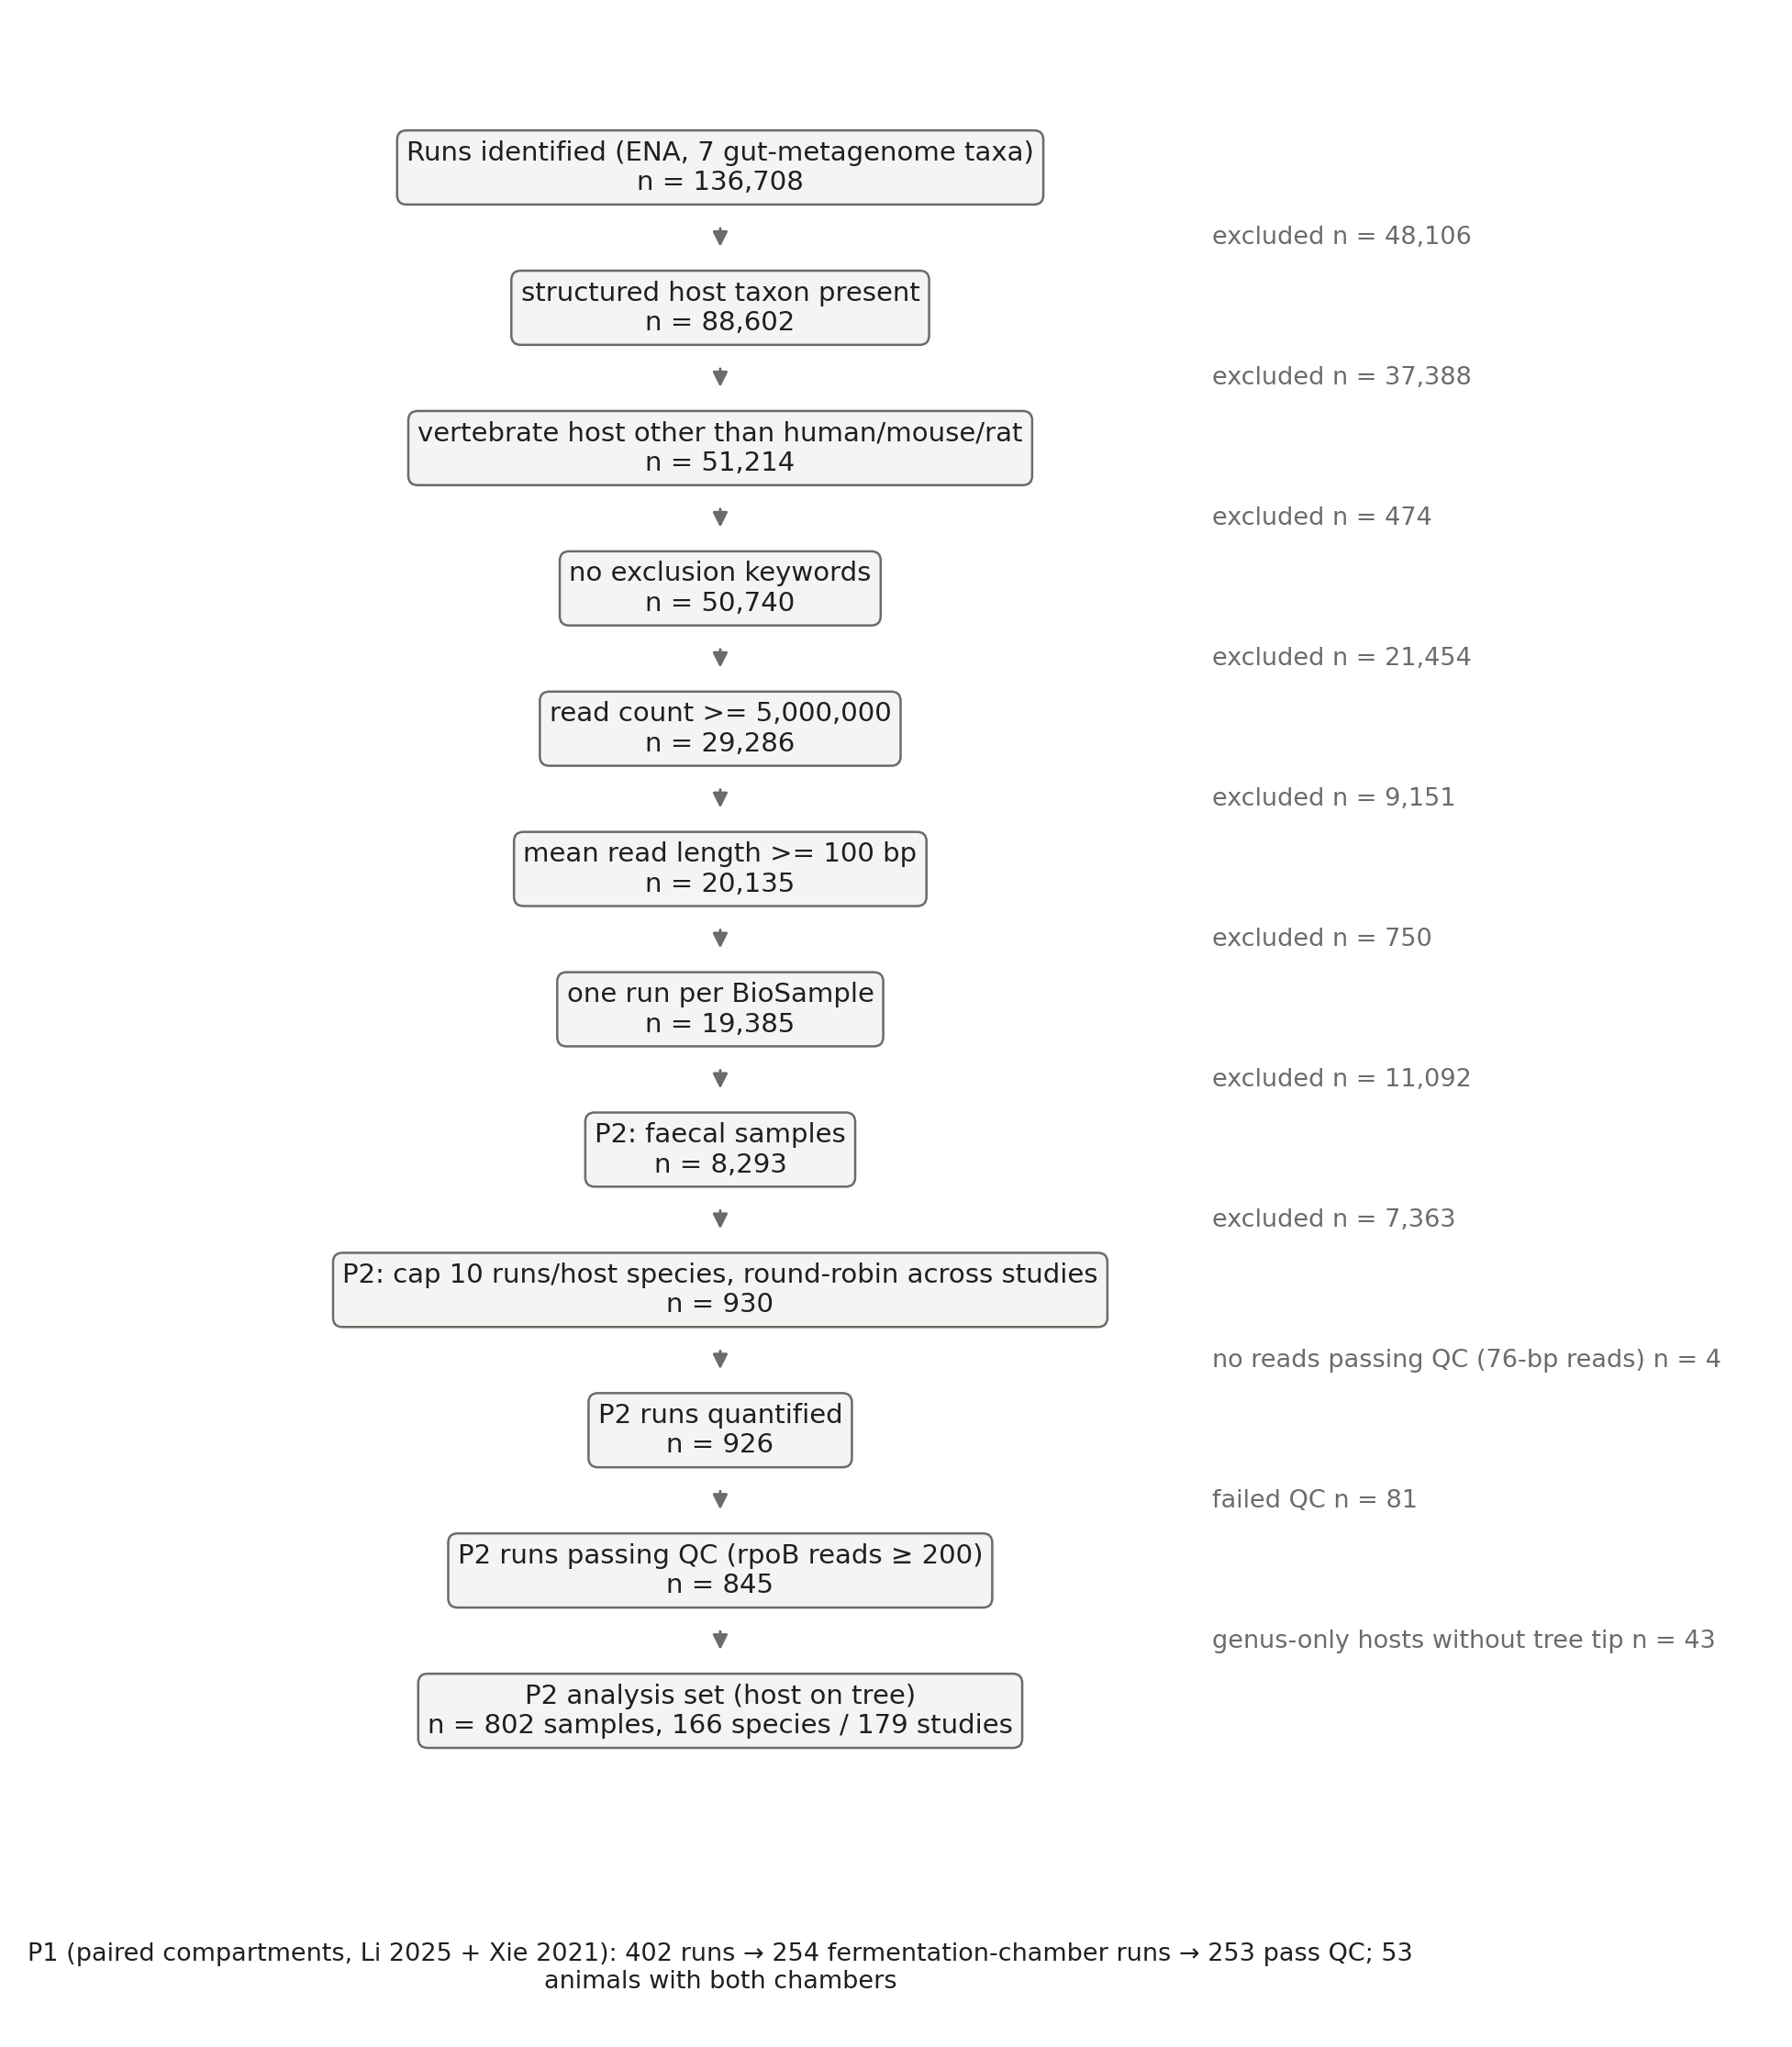 Runs identified (ENA, 7 gut-metagenome taxa)
n = 136,708
excluded n = 48,106
structured host taxon present
n = 88,602
excluded n = 37,388
vertebrate host other than human/mouse/rat
n = 51,214
excluded n = 474
no exclusion keywords
n = 50,740
excluded n = 21,454
read count >= 5,000,000
n = 29,286
excluded n = 9,151
mean read length >= 100 bp
n = 20,135
excluded n = 750
one run per BioSample
n = 19,385
excluded n = 11,092
P2: faecal samples
n = 8,293
excluded n = 7,363
P2: cap 10 runs/host species, round-robin across studies
n = 930
no reads passing QC (76-bp reads) n = 4
P2 runs quantified
n = 926
failed QC n = 81
P2 runs passing QC (rpoB reads ≥ 200)
n = 845
genus-only hosts without tree tip n = 43
P2 analysis set (host on tree)
n = 802 samples, 166 species / 179 studies
P1 (paired compartments, Li 2025 + Xie 2021): 402 runs → 254 fermentation-chamber runs → 253 pass QC; 53
animals with both chambers